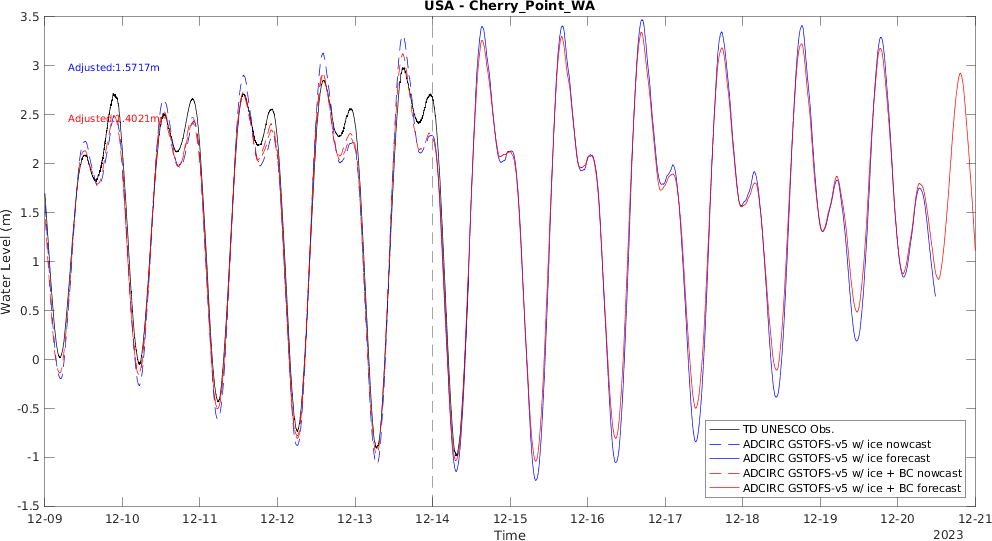 USA - Cherry_Point_WA
3.5
3
2.5
2
1.5
1
0.5
0
-0.5
-1
-1.5
Water Level (m)
Adjusted:1.5717m
Adjusted:1.4021m
TD UNESCO Obs.
ADCIRC GSTOFS-v5 w/ ice nowcast
ADCIRC GSTOFS-v5 w/ ice forecast
ADCIRC GSTOFS-v5 w/ ice + BC nowcast
ADCIRC GSTOFS-v5 w/ ice + BC forecast
12-09 12-10 12-11 12-12 12-13 12-14 12-15 12-16 12-17 12-18 12-19 12-20 12-21
Time
2023